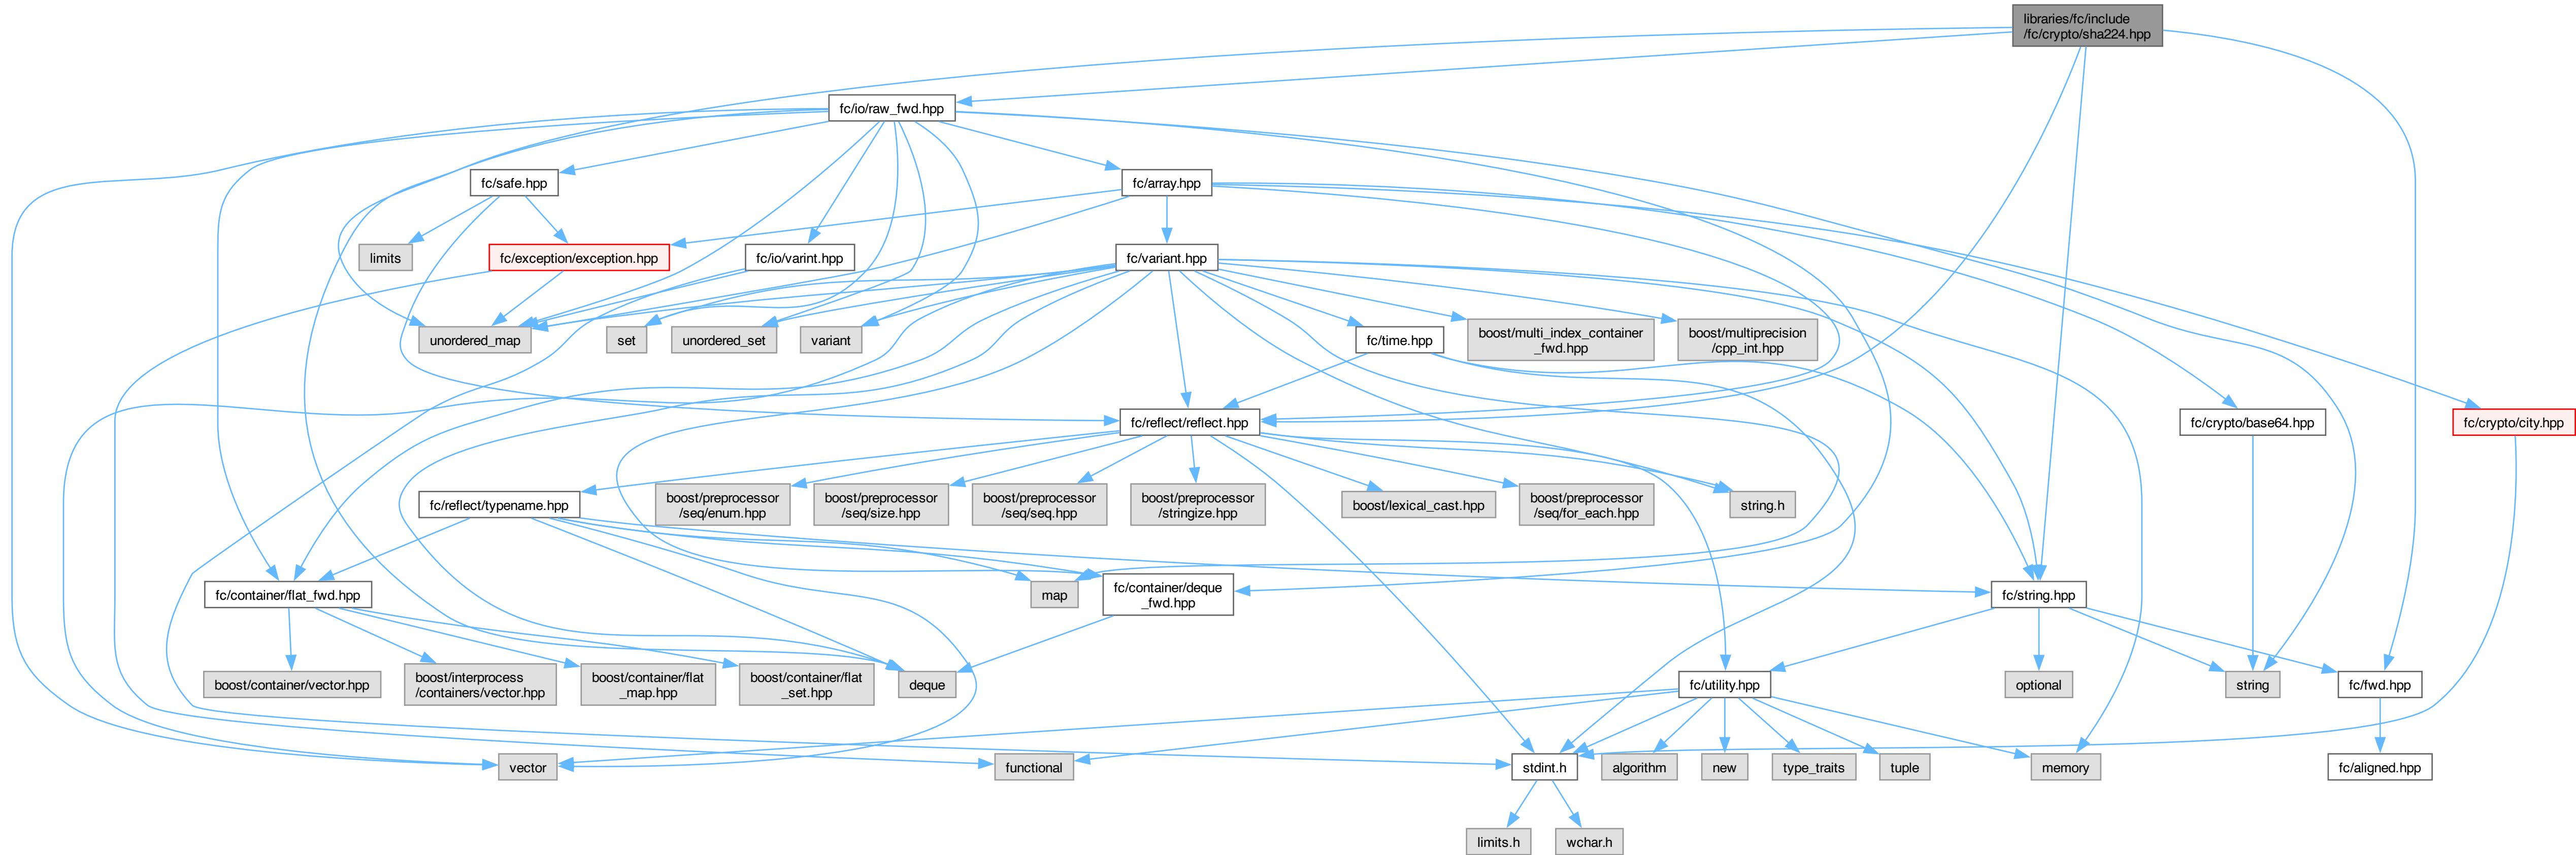 libraries/fc/include
/fc/crypto/sha224.hpp
fc/io/raw_fwd.hpp
fc/safe.hpp
fc/array.hpp
limits
fc/exception/exception.hpp
fc/io/varint.hpp
fc/variant.hpp
unordered_map
set
unordered_set
variant
fc/time.hpp
boost/multi_index_container
_fwd.hpp
boost/multiprecision
/cpp_int.hpp
fc/reflect/reflect.hpp
fc/crypto/base64.hpp
fc/crypto/city.hpp
fc/reflect/typename.hpp
boost/preprocessor
/seq/enum.hpp
boost/preprocessor
/seq/size.hpp
boost/preprocessor
/seq/seq.hpp
boost/preprocessor
/stringize.hpp
boost/lexical_cast.hpp
boost/preprocessor
/seq/for_each.hpp
string.h
fc/container/flat_fwd.hpp
map
fc/container/deque
_fwd.hpp
fc/string.hpp
boost/container/vector.hpp
boost/interprocess
/containers/vector.hpp
boost/container/flat
_map.hpp
boost/container/flat
_set.hpp
deque
fc/utility.hpp
optional
string
fc/fwd.hpp
vector
functional
stdint.h
algorithm
new
type_traits
tuple
memory
fc/aligned.hpp
limits.h
wchar.h